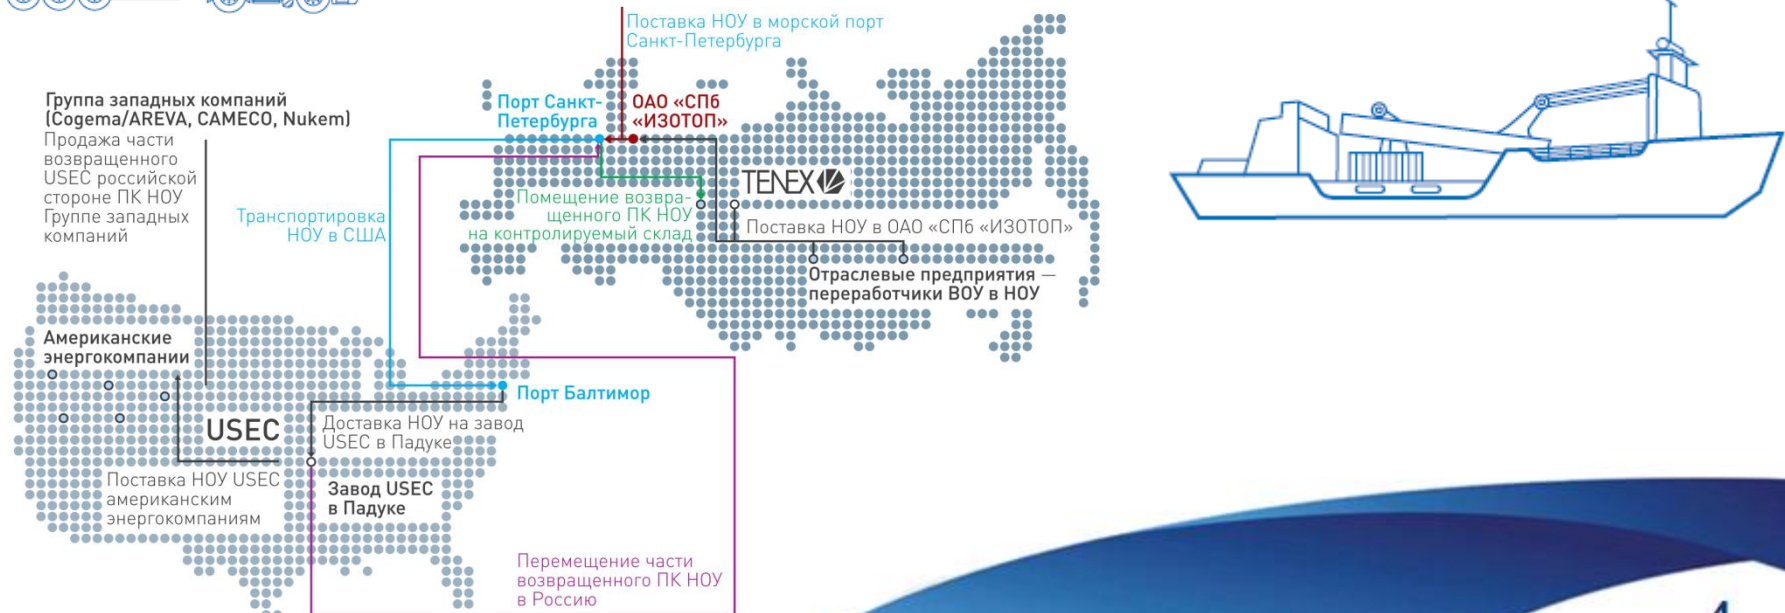 Поставка НОУ в морской порт
Санкт-Петербурга
Группа западных компаний
(Cogema/AREVA, CAMECO, Nukem)
Продажа части
возвращенного
USEC российской
стороне ПК НОУ
Группе западных
компаний
Порт Санкт-
Петербурга
ОАО «СПб
«ИЗОТОП»
TENEX
Транспортировка
НОУ в США
Помещение возвра-
щенного ПК НОУ
на контролируемый склад
Поставка НОУ в ОАО «СПб «ИЗОТОП»
Отраслевые предприятия —
переработчики ВОУ в НОУ
Американские
энергокомпании
Порт Балтимор
USEC
Доставка НОУ на завод
USEC в Падуке
Поставка НОУ USEC
американским
энергокомпаниям
Завод USEC
в Падуке
Перемещение части
возвращенного ПК НОУ
в Россию